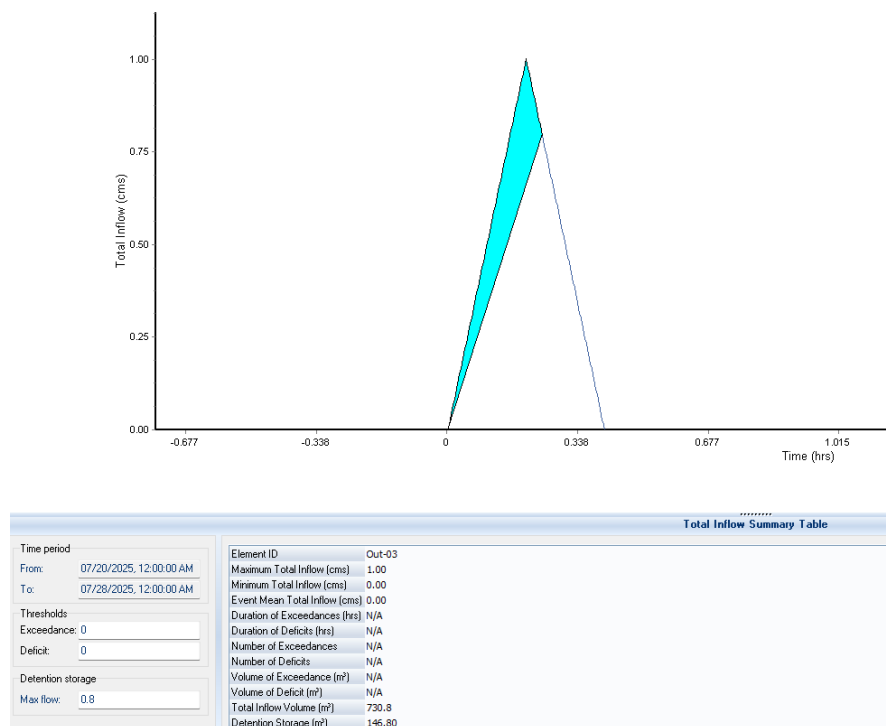 1.00
0.75
0.50
0.25
0.00
Total Inflow (cms)
-0.677 -0.338 0 0.338 0.677 1.015
Time (hrs)
Total Inflow Summary Table
Time period
From: 07/20/2025, 12:00:00 AM
To: 07/28/2025, 12:00:00 AM
Thresholds
Exceedance: 0
Deficit: 0
Detention storage
Max flow: 0.8
Element ID Out-03
Maximum Total Inflow (cms) 1.00
Minimum Total Inflow (cms) 0.00
Event Mean Total Inflow (cms) 0.00
Duration of Exceedances (hrs) N/A
Duration of Deficits (hrs) N/A
Number of Exceedances N/A
Number of Deficits N/A
Volume of Exceedance (m³) N/A
Volume of Deficit (m³) N/A
Total Inflow Volume (m³) 730.8
Detention Storage (m³) 146.80